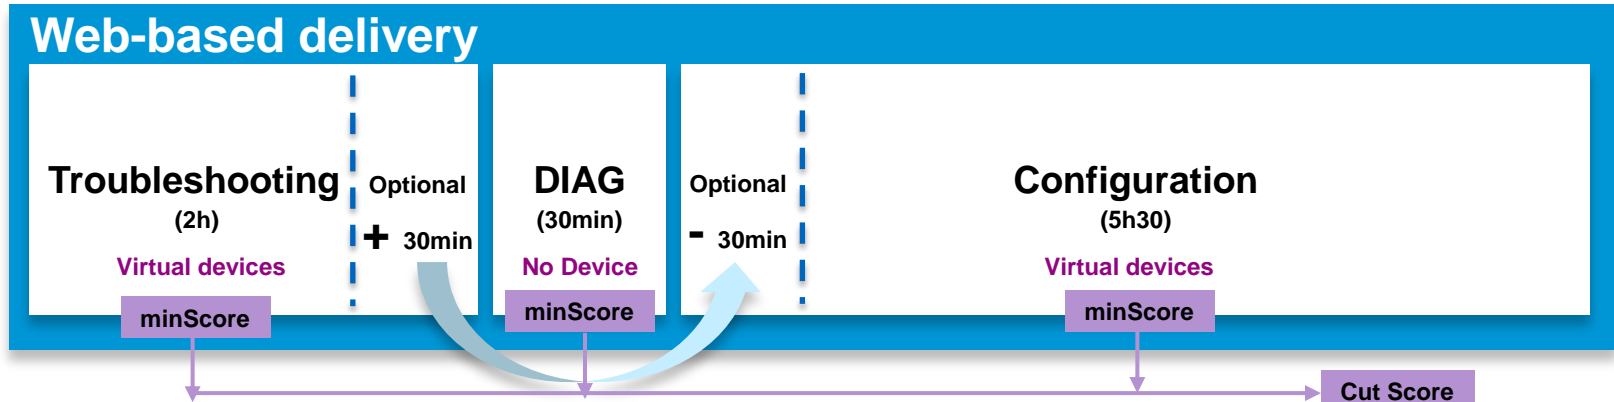 Web-based delivery
Troubleshooting
(2h)
Virtual devices
minScore
Optional
+ 30min
DIAG
(30min)
No Device
minScore
Optional
- 30min
Configuration
(5h30)
Virtual devices
minScore
Cut Score